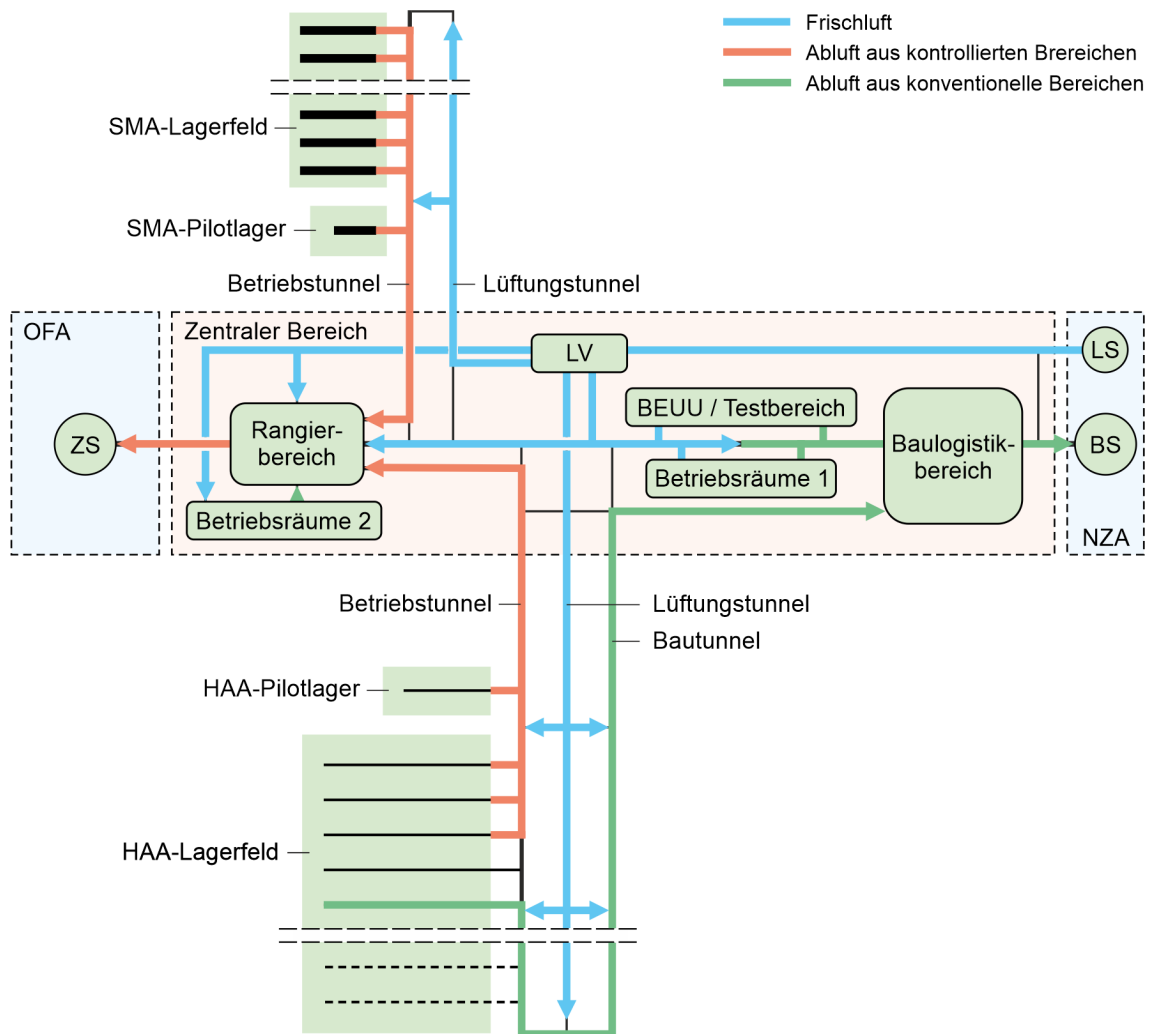 Frischluft
Abluft aus kontrollierten Brereichen
Abluft aus konventionelle Bereichen
SMA-Lagerfeld
SMA-Pilotlager
Betriebstunnel
Lüftungstunnel
OFA
Zentraler Bereich
LV
LS
BEUU / Testbereich
Rangier-
bereich
ZS
Baulogistik-
bereich
BS
Betriebsräume 1
Betriebsräume 2
NZA
Betriebstunnel
Lüftungstunnel
Bautunnel
HAA-Pilotlager
HAA-Lagerfeld